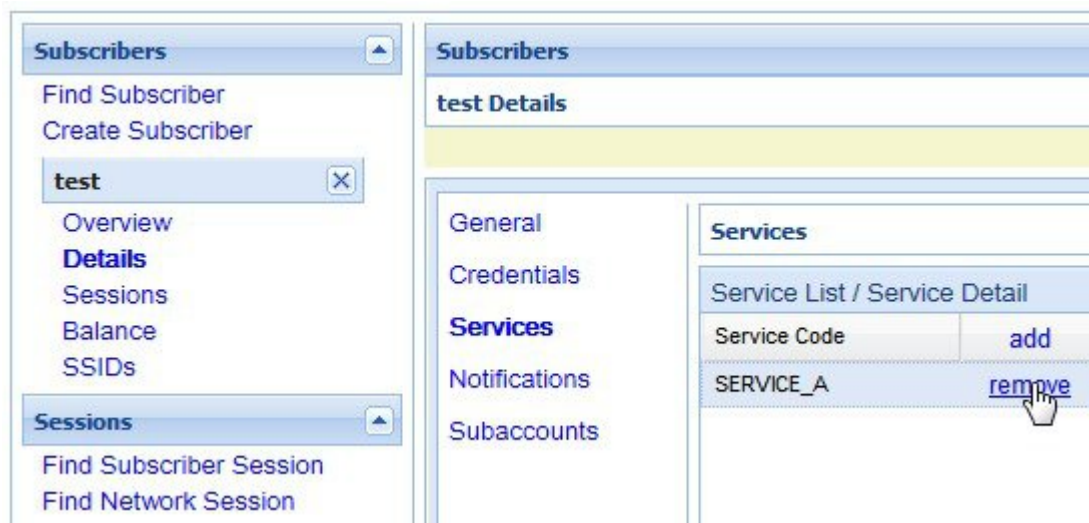 Subscribers
Find Subscriber
Create Subscriber
test
Overview
Details
Sessions
Balance
SSIDs
Sessions
Find Subscriber Session
Find Network Session
Subscribers
test Details
General
Credentials
Services
Notifications
Subaccounts
Services
Service List / Service Detail
Service Code add
SERVICE_A remove